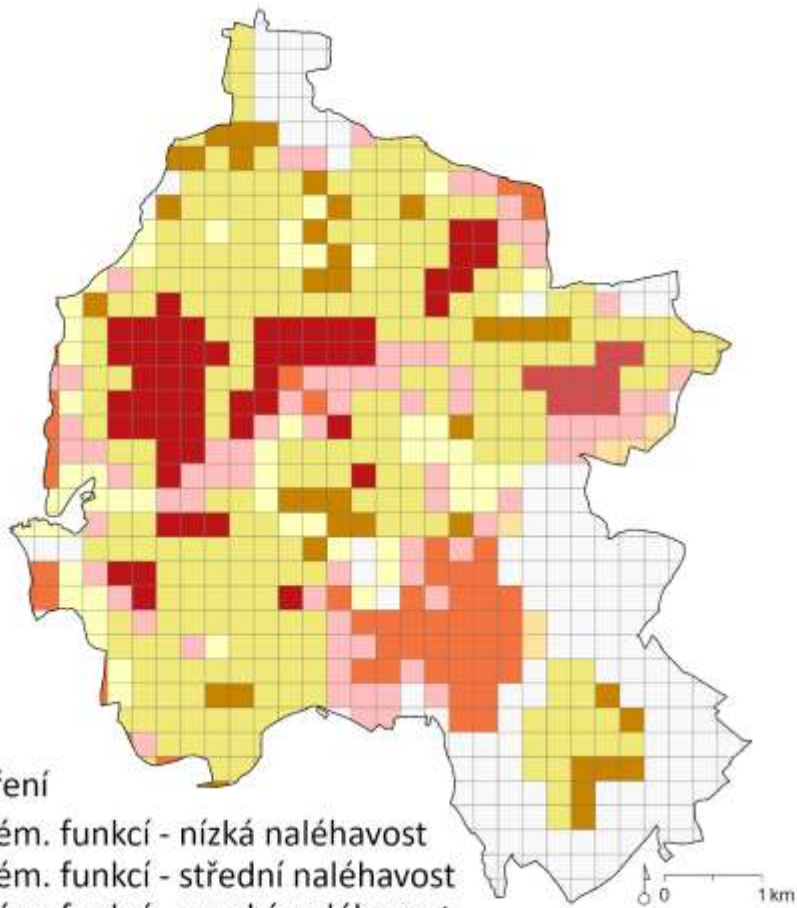 ření
ém. funkcí - nízká naléhavost
ém. funkcí - střední naléhavost
0 1 km